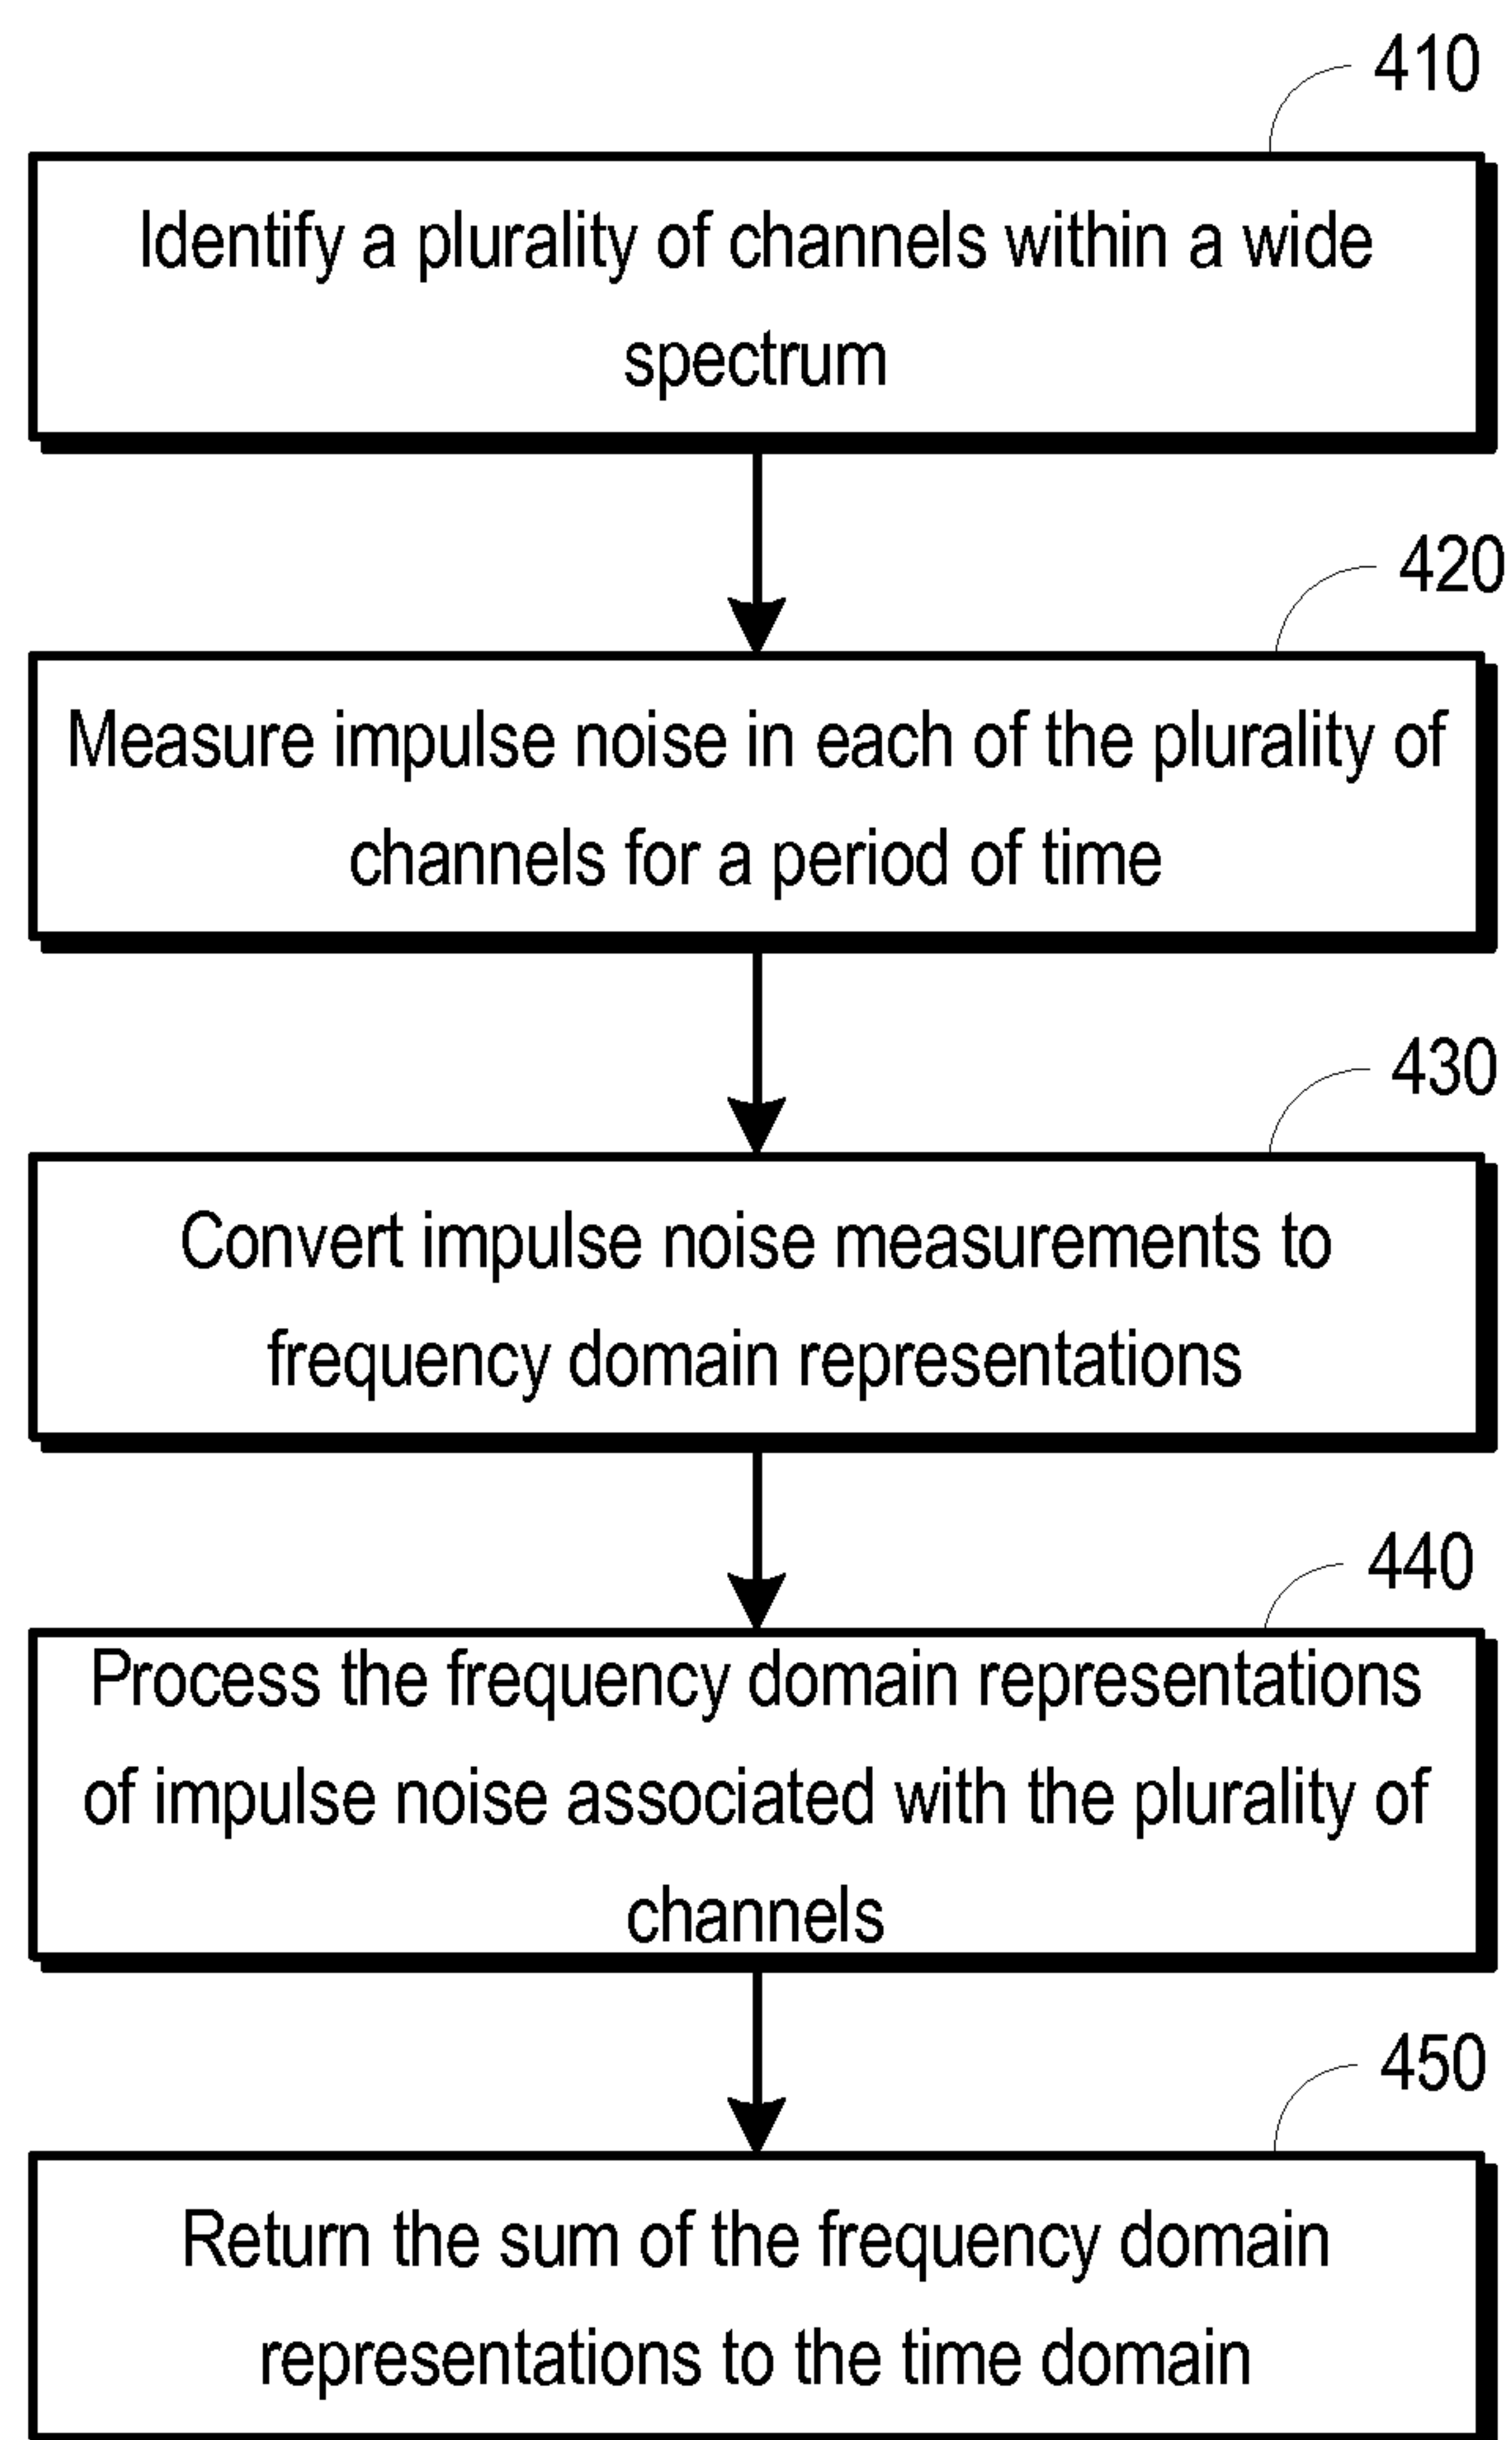 410
Identify a plurality of channels within a wide
spectrum
420
Measure impulse noise in each of the plurality of
channels for a period of time
430
Convert impulse noise measurements to
frequency domain representations
440
Process the frequency domain representations
of impulse noise associated with the plurality of
channels
450
Return the sum of the frequency domain
representations to the time domain